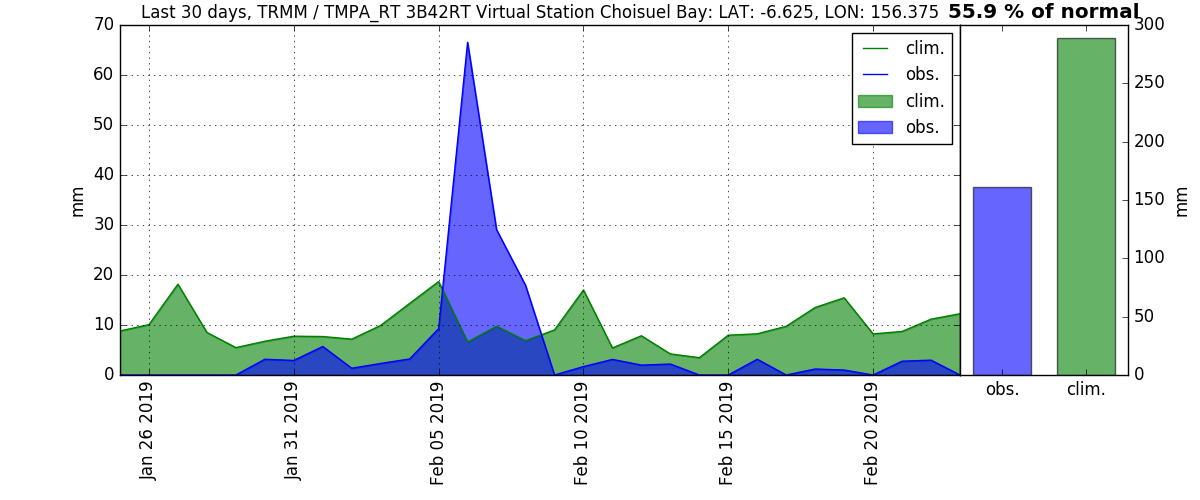 Last 30 days, TRMM / TMPA_RT 3B42RT Virtual Station Choisuel Bay: LAT: -6.625, LON: 156.375
55.9 % of normal
70
60
50
40
30
20
10
0
mm
clim.
obs.
clim.
obs.
Jan 26 2019
Jan 31 2019
Feb 05 2019
Feb 10 2019
Feb 15 2019
Feb 20 2019
300
250
200
150
100
50
0
mm
obs.
clim.